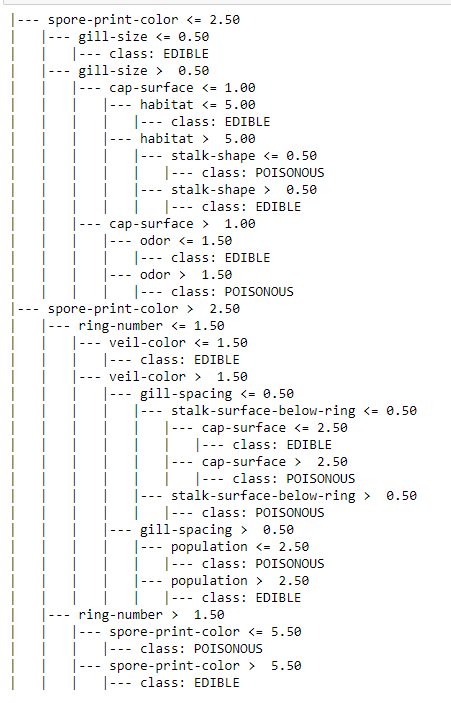 |--- spore-print-color <= 2.50
|   |--- gill-size <= 0.50
|   |   |--- class: EDIBLE
|   |--- gill-size >  0.50
|   |   |--- cap-surface <= 1.00
|   |   |   |--- habitat <= 5.00
|   |   |   |   |--- class: EDIBLE
|   |   |   |--- habitat >  5.00
|   |   |   |   |--- stalk-shape <= 0.50
|   |   |   |   |   |--- class: POISONOUS
|   |   |   |   |--- stalk-shape >  0.50
|   |   |   |   |   |--- class: EDIBLE
|   |   |--- cap-surface >  1.00
|   |   |   |--- odor <= 1.50
|   |   |   |   |--- class: EDIBLE
|   |   |   |--- odor >  1.50
|   |   |   |   |--- class: POISONOUS
|--- spore-print-color >  2.50
|   |--- ring-number <= 1.50
|   |   |--- veil-color <= 1.50
|   |   |   |--- class: EDIBLE
|   |   |--- veil-color >  1.50
|   |   |   |--- gill-spacing <= 0.50
|   |   |   |   |--- stalk-surface-below-ring <= 0.50
|   |   |   |   |   |--- cap-surface <= 2.50
|   |   |   |   |   |   |--- class: EDIBLE
|   |   |   |   |   |--- cap-surface >  2.50
|   |   |   |   |   |   |--- class: POISONOUS
|   |   |   |   |--- stalk-surface-below-ring >  0.50
|   |   |   |   |   |--- class: POISONOUS
|   |   |   |--- gill-spacing >  0.50
|   |   |   |   |--- population <= 2.50
|   |   |   |   |   |--- class: POISONOUS
|   |   |   |   |--- population >  2.50
|   |   |   |   |   |--- class: EDIBLE
|   |--- ring-number >  1.50
|   |   |--- spore-print-color <= 5.50
|   |   |   |--- class: POISONOUS
|   |   |--- spore-print-color >  5.50
|   |   |   |--- class: EDIBLE